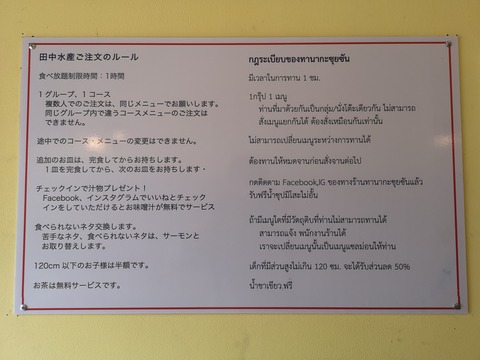 田中水産ご注文のルール
食べ放題制限時間：1時間
1グループ、1コース
複数人でのご注文は、同じメニューでお願いします。
同じグループ内で違うコースメニューのご注文は
できません。
途中でのコース・メニューの変更はできません。
追加のお皿は、完食してからお持ちします。
1皿を完食してから、次のお皿をお持ちします・
チェックインで汁物プレゼント！
Facebook、インスタグラムでいいねとチェック
インをしていただけるとお味噌汁が無料でサービス
食べられないネタ交換します。
苦手なネタ、食べられないネタは、サーモンと
お取り替えします。
120cm 以下のお子様は半額です。
お茶は無料サービスです。
กฎระเบียบของทานากะซุยซัน
มีเวลาในการทาน 1 ชม.
1กรุ๊ป 1 เมนู
ท่านที่มาด้วยกันเป็นกลุ่ม/นั่งโต๊ะเดียวกัน ไม่สามารถ
สั่งเมนูแยกกันได้ ต้องสั่งเหมือนกันเท่านั้น
ไม่สามารถเปลี่ยนเมนูระหว่างการทานได้
ต้องทานให้หมดจานก่อนสั่งจานต่อไป
กดติดตาม Facebook,IG ของทางร้านทานากะซุยซันแล้ว
รับฟรีน้ำซุปมิโสะไม่อั้น
ถ้ามีเมนูใดที่มีวัตถุดิบที่ท่านไม่สามารถทานได้
สามารถแจ้ง พนักงานร้านได้
เราจะเปลี่ยนเมนูนั้นเป็นเมนูแซลม่อนให้ท่าน
เด็กที่มีส่วนสูงไม่เกิน 120 ซม. จะได้รับส่วนลด 50%
น้ำชาเขียว ฟรี